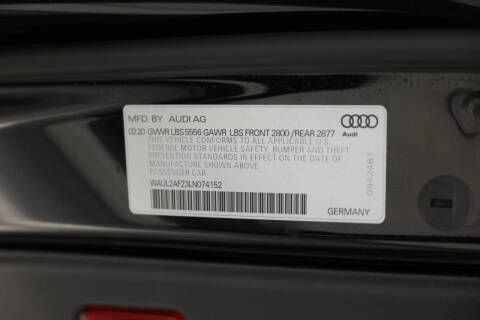 MFD. BY AUDI AG
0220 GVWR LBS 5556 GAWR LBS FRONT 2800 /REAR 2877
THIS VEHICLE CONFORMS TO ALL APPLICABLE U.S.
FEDERAL MOTOR VEHICLE SAFETY, BUMPER AND THEFT
PREVENTION STANDARDS IN EFFECT ON THE DATE OF
MANUFACTURE SHOWN ABOVE
PASSENGER CAR
WAUL2AF23LN074152
Audi
0942481
GERMANY